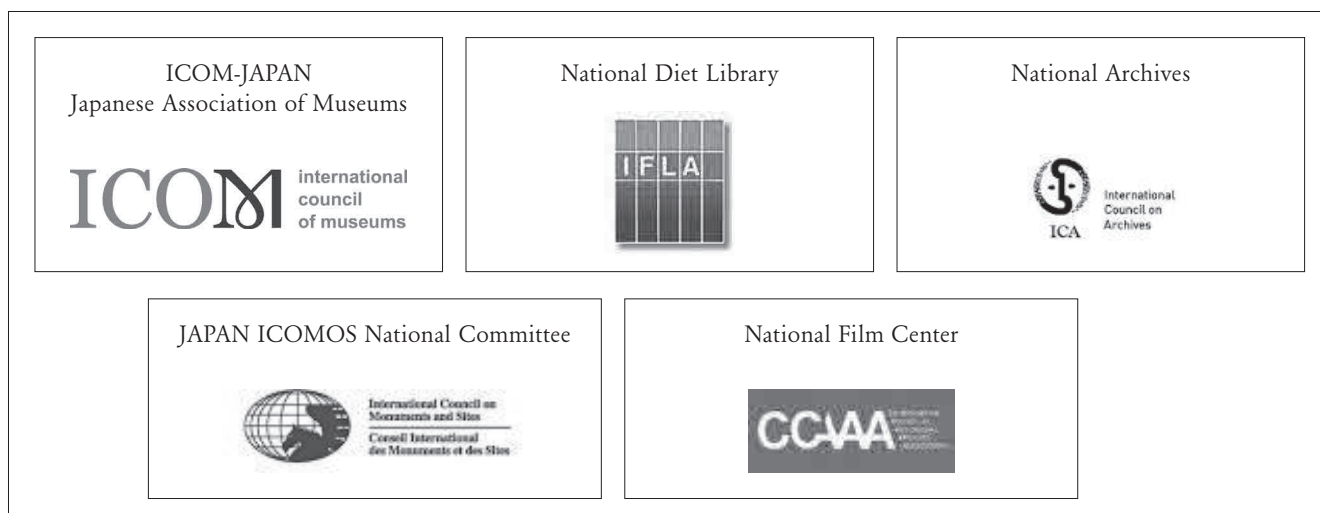 ICOM-JAPAN
Japanese Association of Museums
ICOM
international
council
of museums
National Diet Library
IFLA
National Archives
ICA
International
Council on
Archives
JAPAN ICOMOS National Committee
International Council on
Monuments and Sites
Conseil International
des Monuments et des Sites
National Film Center
CCAAA